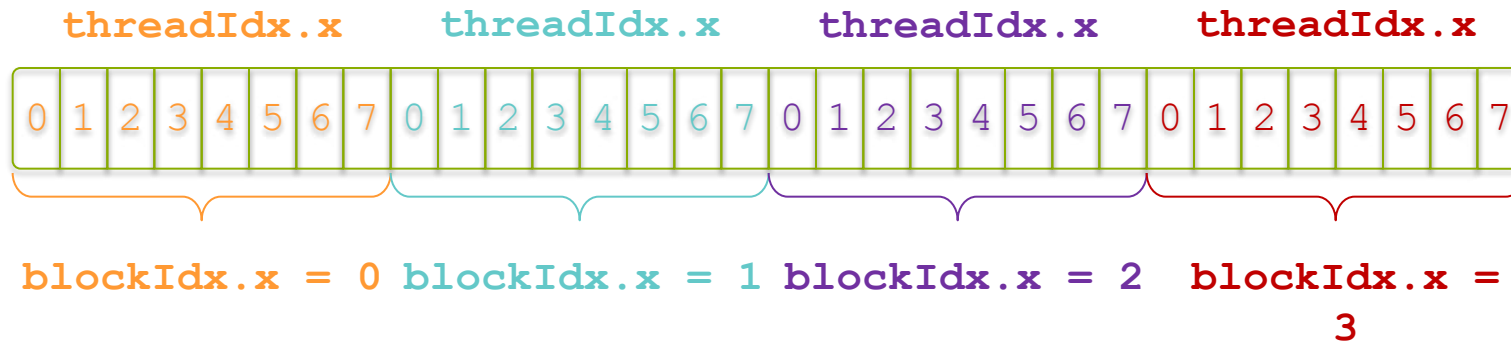 threadIdx.x threadIdx.x threadIdx.x threadIdx.x
0 1 2 3 4 5 6 7 0 1 2 3 4 5 6 7 0 1 2 3 4 5 6 7 0 1 2 3 4 5 6 7
blockIdx.x = 0 blockIdx.x = 1 blockIdx.x = 2 blockIdx.x =
3